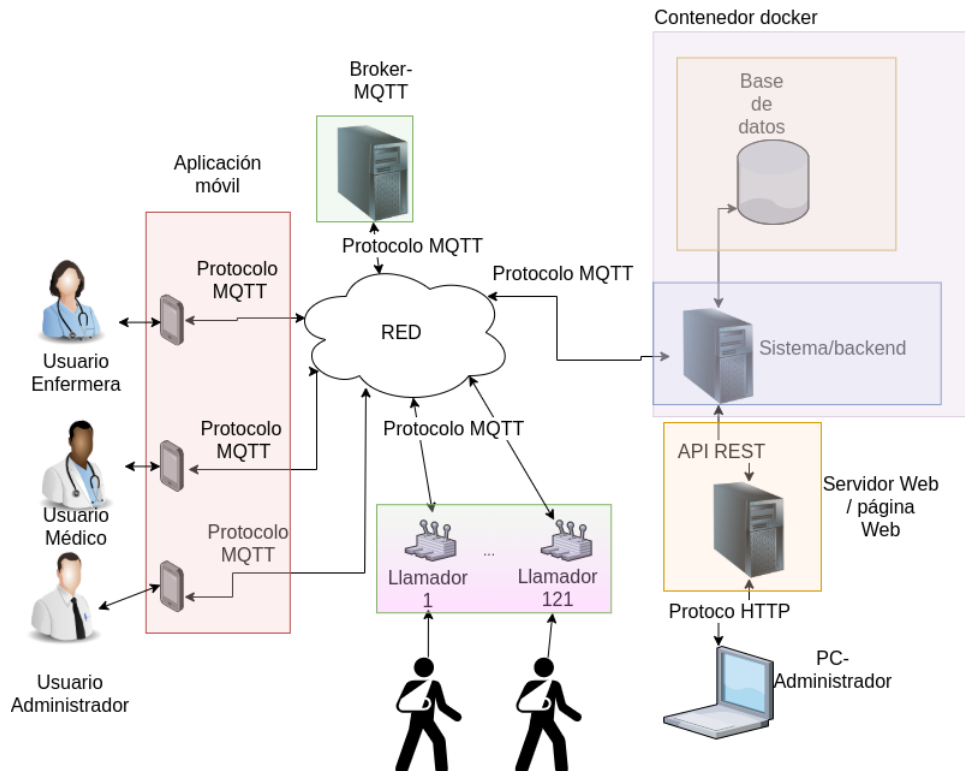 Contenedor docker
Broker-
MQTT
Base
de
datos
Aplicación
móvil
Protocolo MQTT
Protocolo MQTT
Protocolo
MQTT
RED
Sistema/backend
Usuario
Enfermera
Protocolo
MQTT
Protocolo MQTT
API REST
Servidor Web
/ página
Web
Usuario
Médico
Protocolo
MQTT
...
Llamador
1
Llamador
121
Protoco HTTP
PC-
Administrador
Usuario
Administrador